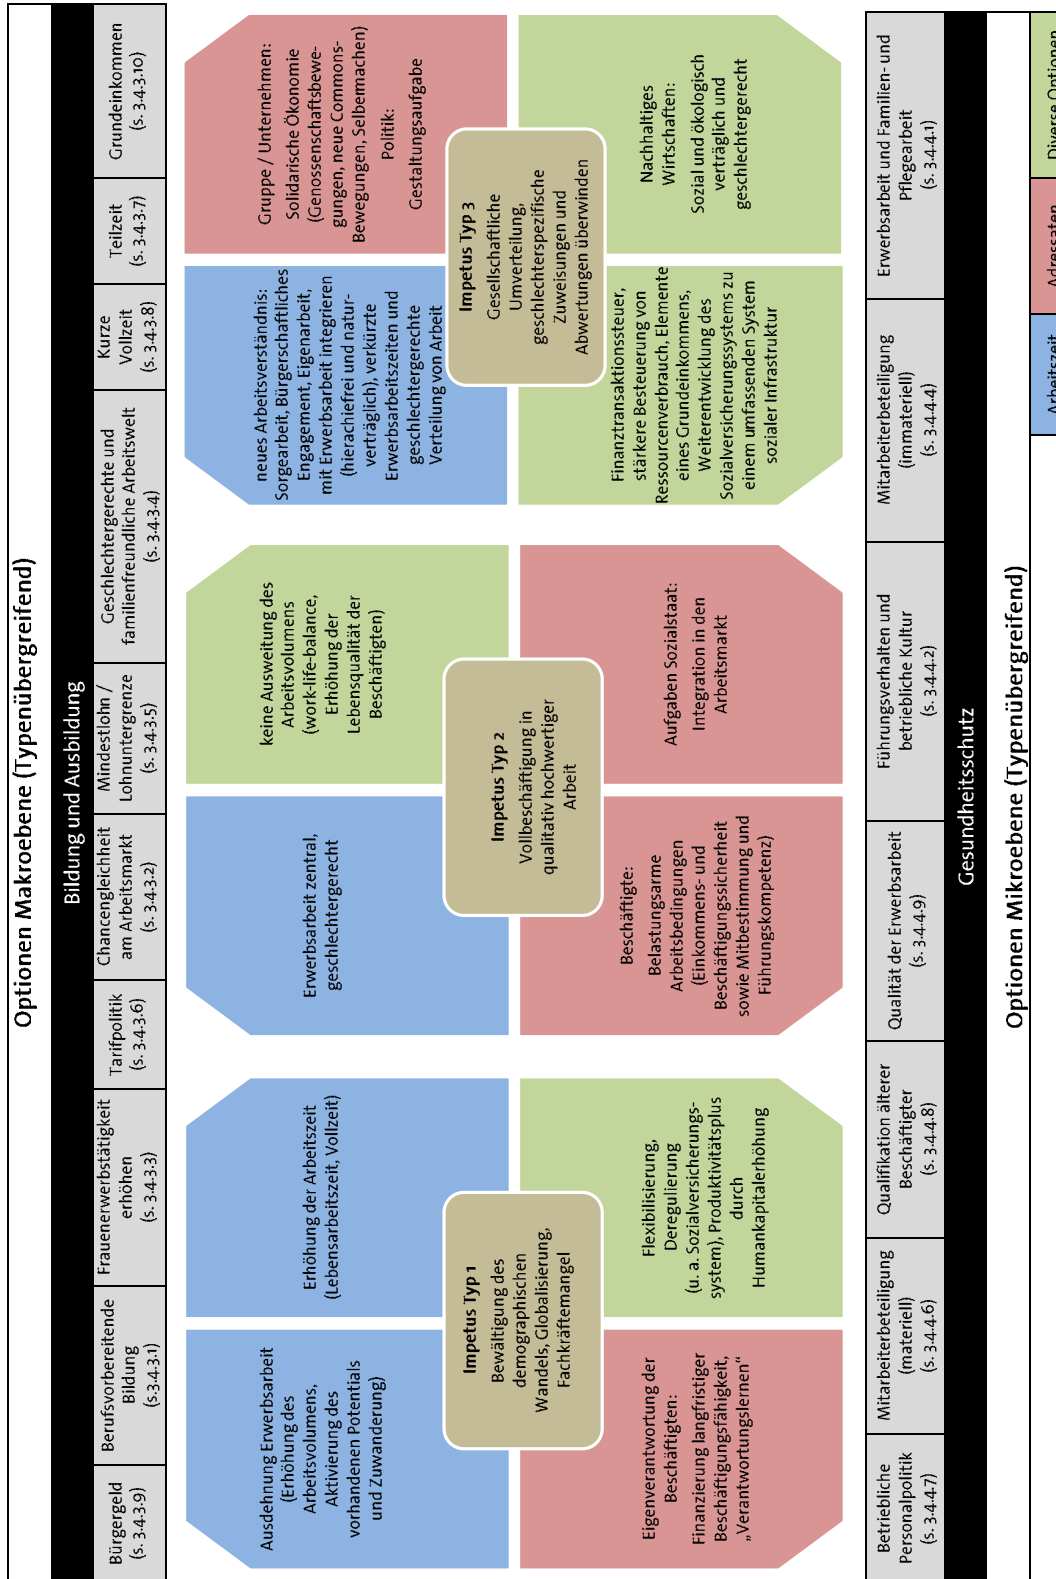 Optionen Makroebene (Typenübergreifend)
Bildung und Ausbildung
Bürgergeld
(s. 3.4.3.9)
Berufsvorbereitende
Bildung
(s.3.4.3.1)
Frauenerwerbstätigkeit
erhöhen
(s. 3.4.3.3)
Tarifpolitik
(s. 3.4.3.6)
Chancengleichheit
am Arbeitsmarkt
(s. 3.4.3.2)
Mindestlohn /
Lohnuntergrenze
(s. 3.4.3.5)
Geschlechtergerechte und
familienfreundliche Arbeitswelt
(s. 3.4.3.4)
Kurze
Vollzeit
(s. 3.4.3.8)
Teilzeit
(s. 3.4.3.7)
Grundeinkommen
(s. 3.4.3.10)
Ausdehnung Erwerbsarbeit
(Erhöhung des
Arbeitsvolumens,
Aktivierung des
vorhandenen Potentials
und Zuwanderung)
Erhöhung der Arbeitszeit
(Lebensarbeitszeit, Vollzeit)
Impetus Typ 1
Bewältigung des
demographischen
Wandels, Globalisierung,
Fachkräftemangel
Eigenverantwortung der
Beschäftigten:
Finanzierung langfristiger
Beschäftigungsfähigkeit,
„Verantwortungslernen“
Flexibilisierung,
Deregulierung
(u. a. Sozialversicherungs-
system), Produktivitätsplus
durch
Humankapitalerhöhung
Erwerbsarbeit zentral,
geschlechtergerecht
keine Ausweitung des
Arbeitsvolumens
(work-life-balance,
Erhöhung der
Lebensqualität der
Beschäftigten)
Impetus Typ 2
Vollbeschäftigung in
qualitativ hochwertiger
Arbeit
Beschäftigte:
Belastungsarme
Arbeitsbedingungen
(Einkommens- und
Beschäftigungssicherheit
sowie Mitbestimmung und
Führungskompetenz)
Aufgaben Sozialstaat:
Integration in den
Arbeitsmarkt
neues Arbeitsverständnis:
Sorgearbeit, Bürgerschaftliches
Engagement, Eigenarbeit,
mit Erwerbsarbeit integrieren
(hierachiefrei und natur-
verträglich), verkürzte
Erwerbsarbeitszeiten und
geschlechtergerechte
Verteilung von Arbeit
Gruppe / Unternehmen:
Solidarische Ökonomie
(Genossenschaftsbewe-
gungen, neue Commons-
Bewegungen, Selbermachen)
Politik:
Gestaltungsaufgabe
Impetus Typ 3
Gesellschaftliche
Umverteilung,
geschlechterspezifische
Zuweisungen und
Abwertungen überwinden
Finanztransaktionssteuer,
stärkere Besteuerung von
Ressourcenverbrauch, Elemente
eines Grundeinkommens,
Weiterentwicklung des
Sozialversicherungssystems zu
einem umfassenden System
sozialer Infrastruktur
Nachhaltiges
Wirtschaften:
Sozial und ökologisch
verträglich und
geschlechtergerecht
Betriebliche
Personalpolitik
(s. 3.4.4.7)
Mitarbeiterbeteiligung
(materiell)
(s. 3.4.4.6)
Qualifikation älterer
Beschäftigter
(s. 3.4.4.8)
Qualität der Erwerbsarbeit
(s. 3.4.4.9)
Führungsverhalten und
betriebliche Kultur
(s. 3.4.4.2)
Mitarbeiterbeteiligung
(immateriell)
(s. 3.4.4.4)
Erwerbsarbeit und Familien- und
Pflegearbeit
(s. 3.4.4.1)
Gesundheitsschutz
Optionen Mikroebene (Typenübergreifend)
Arbeitszeit
Adressaten
Diverse Optionen